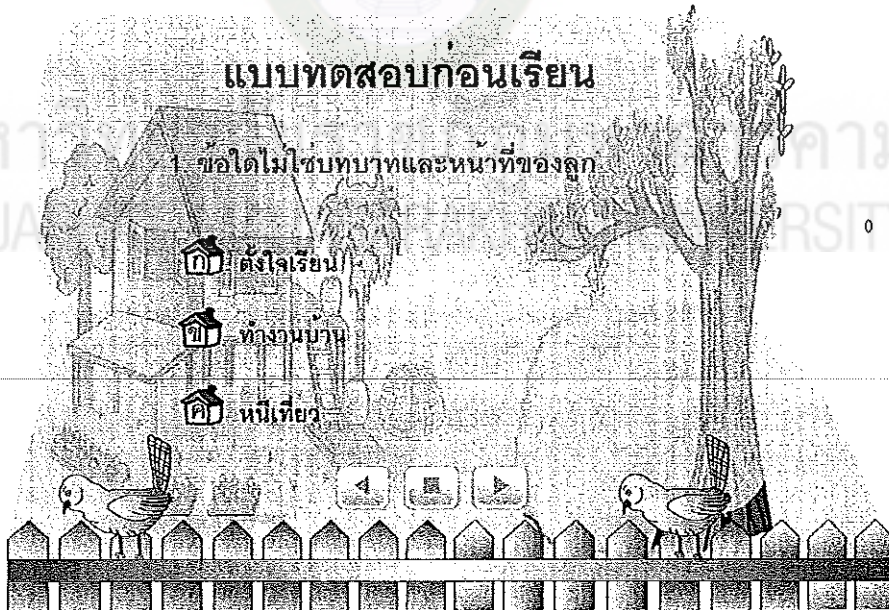 แบบทดสอบก่อนเรียน
1. ข้อใดไม่ใช่บทบาทและหน้าที่ของลูก
ก ตั้งใจเรียน
ข ทำงานบ้าน
ค หนีเที่ยว